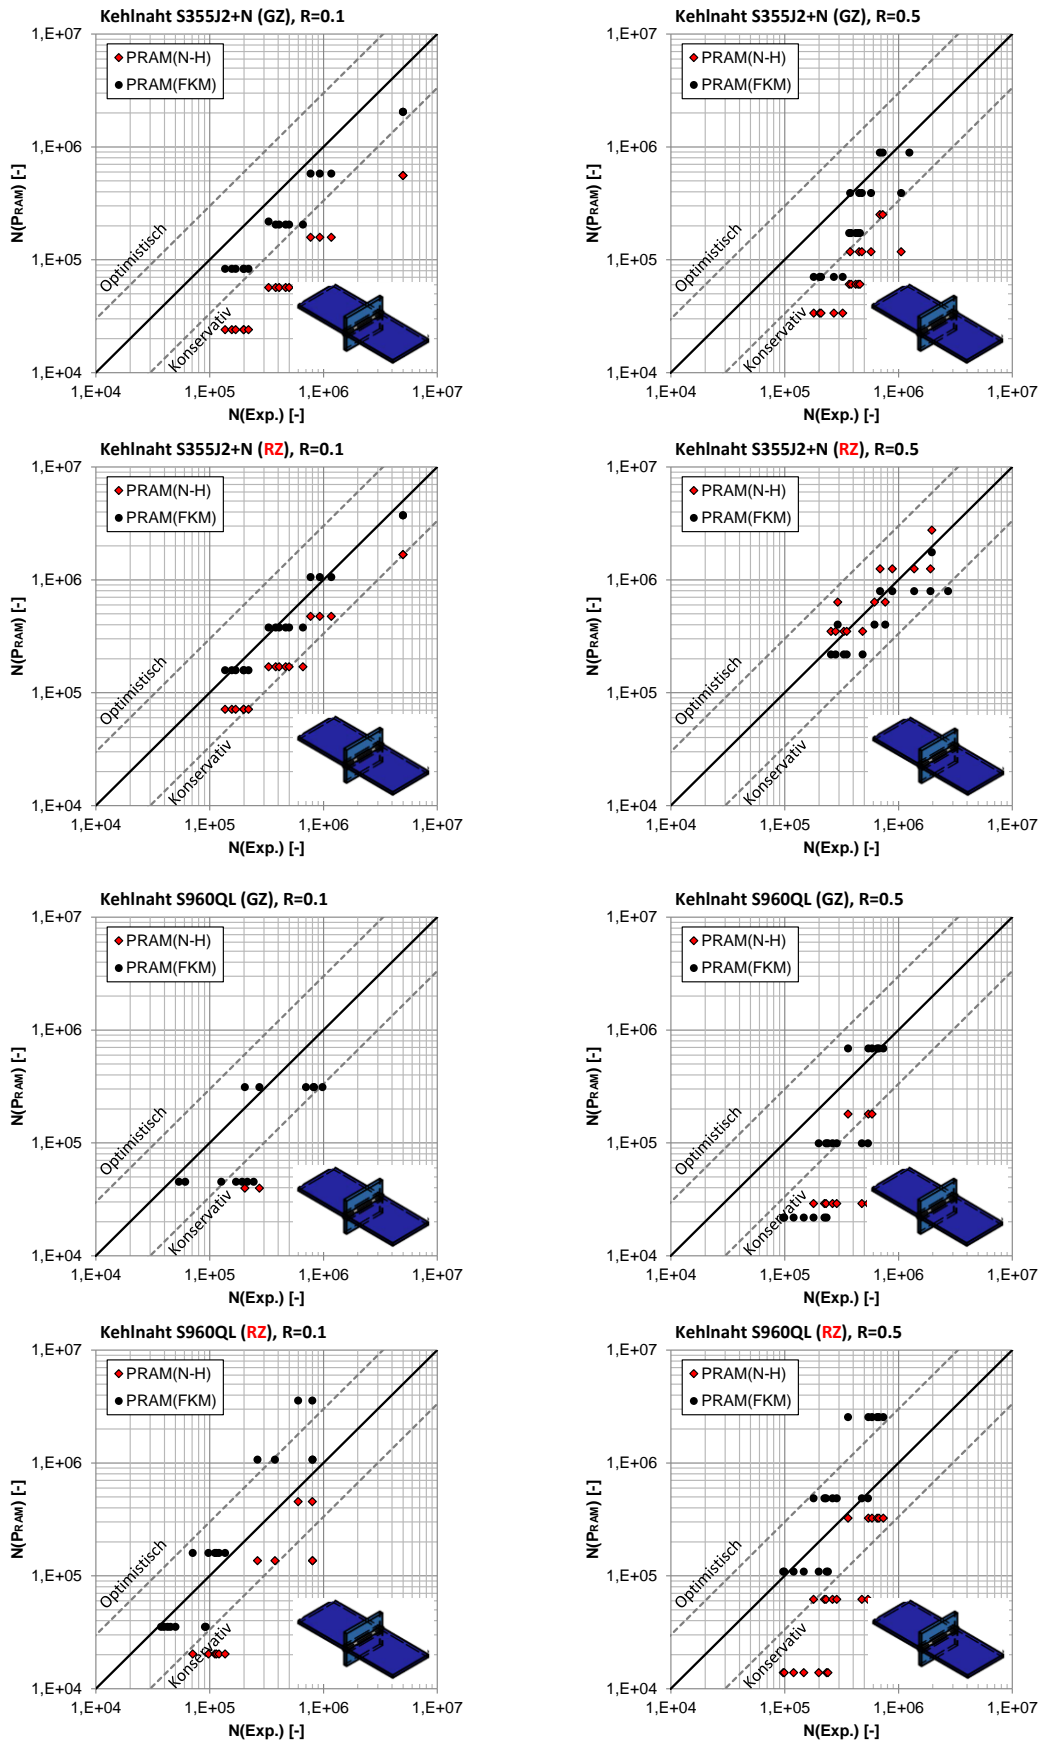 Kehlnaht S355J2+N (GZ), R=0.1
1,E+07
PRAM(N-H)
PRAM(FKM)
1,E+06
N(PRAM) [-]
Optimistisch
1,E+05
Konservativ
1,E+04
1,E+04 1,E+05 1,E+06 1,E+07
N(Exp.) [-]
Kehlnaht S355J2+N (GZ), R=0.5
1,E+07
PRAM(N-H)
PRAM(FKM)
1,E+06
N(PRAM) [-]
Optimistisch
1,E+05
Konservativ
1,E+04
1,E+04 1,E+05 1,E+06 1,E+07
N(Exp.) [-]
Kehlnaht S355J2+N (RZ), R=0.1
1,E+07
PRAM(N-H)
PRAM(FKM)
1,E+06
N(PRAM) [-]
Optimistisch
1,E+05
Konservativ
1,E+04
1,E+04 1,E+05 1,E+06 1,E+07
N(Exp.) [-]
Kehlnaht S355J2+N (RZ), R=0.5
1,E+07
PRAM(N-H)
PRAM(FKM)
1,E+06
N(PRAM) [-]
Optimistisch
1,E+05
Konservativ
1,E+04
1,E+04 1,E+05 1,E+06 1,E+07
N(Exp.) [-]
Kehlnaht S960QL (GZ), R=0.1
1,E+07
PRAM(N-H)
PRAM(FKM)
1,E+06
N(PRAM) [-]
Optimistisch
1,E+05
Konservativ
1,E+04
1,E+04 1,E+05 1,E+06 1,E+07
N(Exp.) [-]
Kehlnaht S960QL (GZ), R=0.5
1,E+07
PRAM(N-H)
PRAM(FKM)
1,E+06
N(PRAM) [-]
Optimistisch
1,E+05
Konservativ
1,E+04
1,E+04 1,E+05 1,E+06 1,E+07
N(Exp.) [-]
Kehlnaht S960QL (RZ), R=0.1
1,E+07
PRAM(N-H)
PRAM(FKM)
1,E+06
N(PRAM) [-]
Optimistisch
1,E+05
Konservativ
1,E+04
1,E+04 1,E+05 1,E+06 1,E+07
N(Exp.) [-]
Kehlnaht S960QL (RZ), R=0.5
1,E+07
PRAM(N-H)
PRAM(FKM)
1,E+06
N(PRAM) [-]
Optimistisch
1,E+05
Konservativ
1,E+04
1,E+04 1,E+05 1,E+06 1,E+07
N(Exp.) [-]